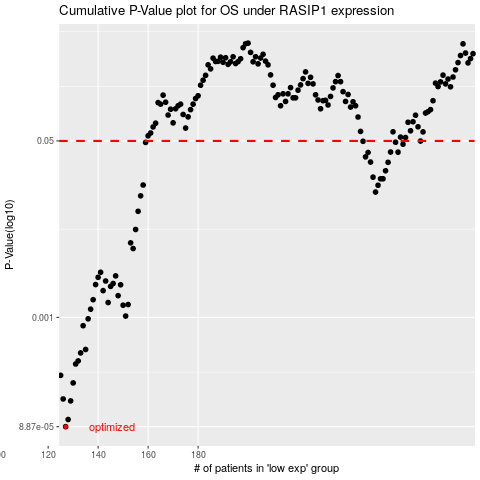 Cumulative P-Value plot for OS under RASIP1 expression
P-Value(log10)
0.05
0.001
8.87e-05
optimized
00 120 140 160 180
# of patients in 'low exp' group